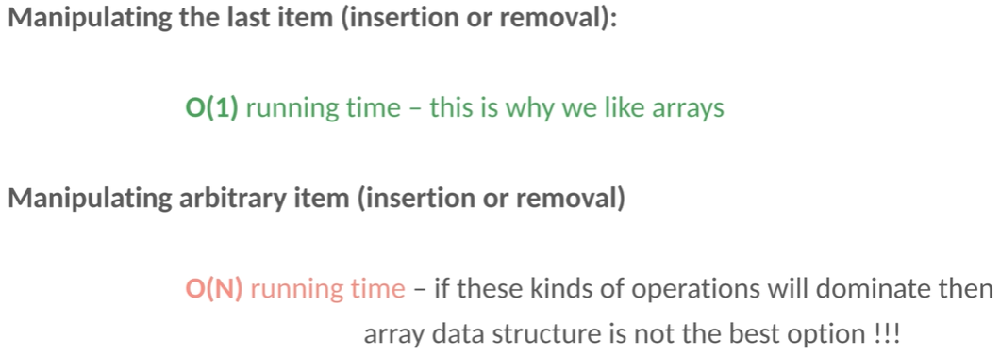 Manipulating the last item (insertion or removal):
O(1) running time – this is why we like arrays
Manipulating arbitrary item (insertion or removal)
O(N) running time – if these kinds of operations will dominate then
array data structure is not the best option !!!